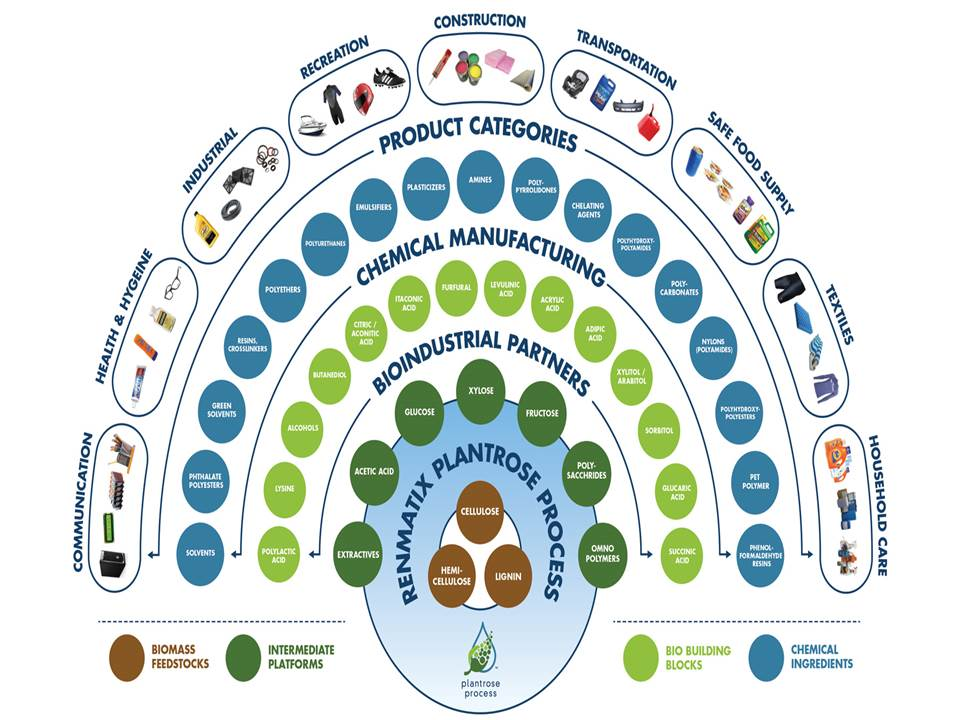 CONSTRUCTION
RECREATION
TRANSPORTATION
INDUSTRIAL
SAFE FOOD SUPPLY
HEALTH & HYGEINE
TEXTILES
COMMUNICATION
HOUSEHOLD CARE
PRODUCT CATEGORIES
SOLVENTS
PHTHALATE
POLYESTERS
GREEN
SOLVENTS
RESINS,
CROSSLINKERS
POLYETHERS
POLYURETHANES
EMULSIFIERS
PLASTICIZERS
AMINES
POLY-
PYRROLIDONES
CHELATING
AGENTS
POLYHYDROXY-
POLYAMIDES
POLY-
CARBONATES
NYLONS
(POLYAMIDES)
POLYHYDROXY-
POLYESTERS
PET
POLYMER
PHENOL-
FORMALDEHYDE
RESINS
CHEMICAL MANUFACTURING
POLYLACTIC
ACID
LYSINE
ALCOHOLS
BUTANEDIOL
CITRIC /
ACONITIC
ACID
ITACONIC
ACID
FURFURAL
LEVULINIC
ACID
ACRYLIC
ACID
ADIPIC
ACID
XYLITOL /
ARABITOL
SORBITOL
GLUCARIC
ACID
SUCCINIC
ACID
BIOINDUSTRIAL PARTNERS
EXTRACTIVES
ACETIC ACID
GLUCOSE
XYLOSE
FRUCTOSE
POLY-
SACCHRIDES
OMNO
POLYMERS
RENMATIX PLANTROSE PROCESS
CELLULOSE
HEMI-
CELLULOSE
LIGNIN
plantrose
process
BIOMASS
FEEDSTOCKS
INTERMEDIATE
PLATFORMS
BIO BUILDING
BLOCKS
CHEMICAL
INGREDIENTS